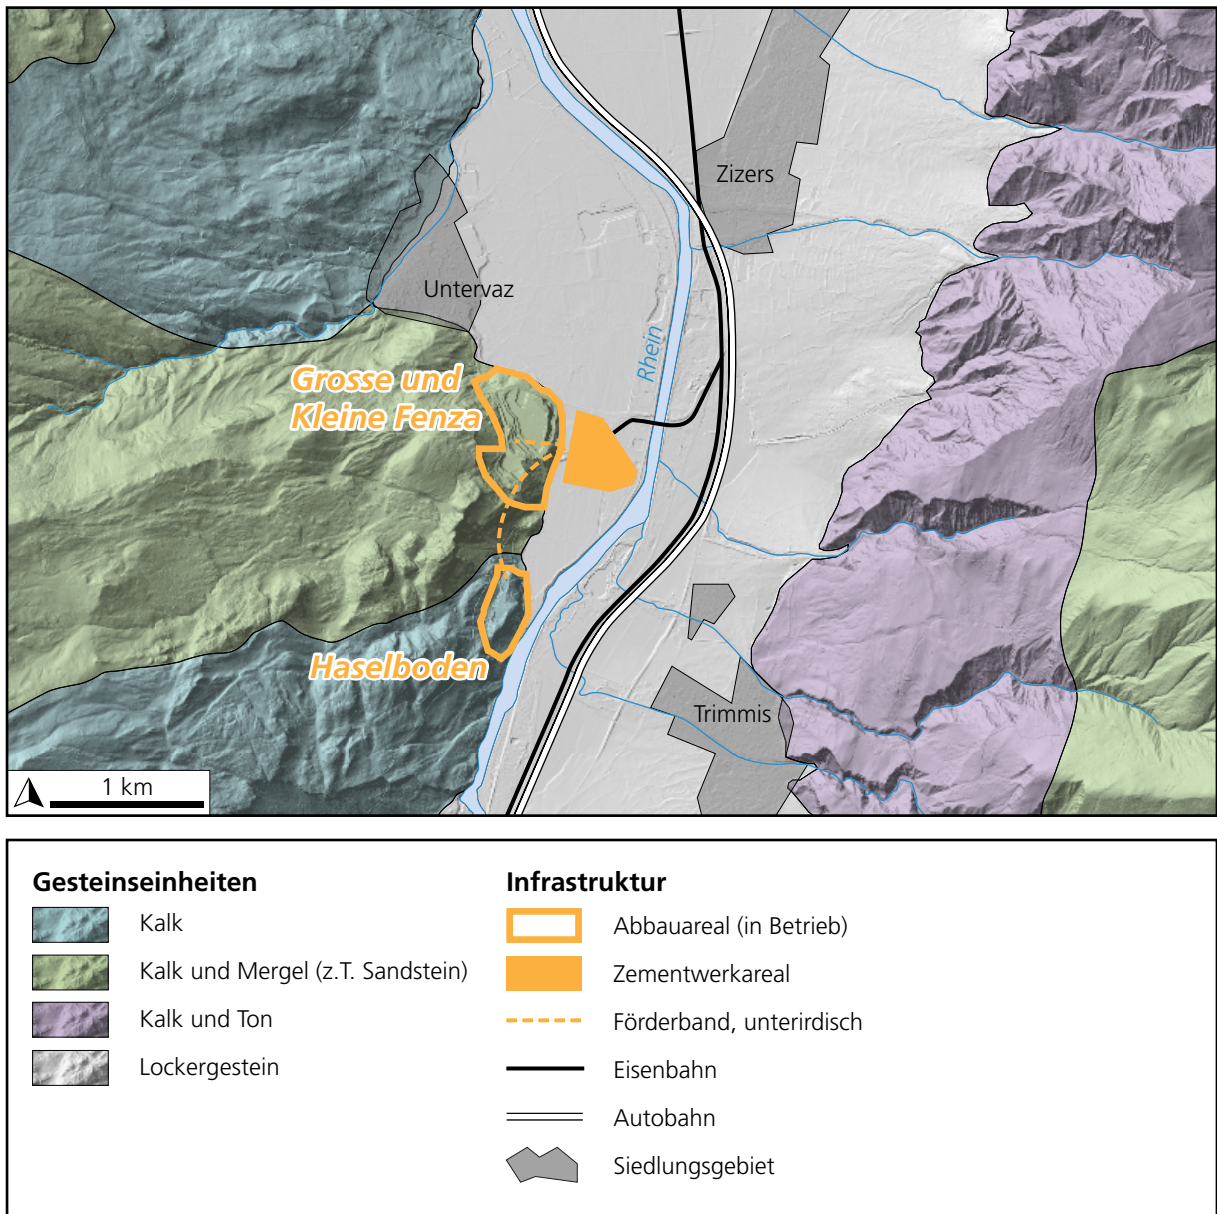 Zizers
Untervaz
Rhein
Grosse und
Kleine Fenza
Haselboden
Trimmis
1 km
Gesteinseinheiten
Kalk
Kalk und Mergel (z.T. Sandstein)
Kalk und Ton
Lockergestein
Infrastruktur
Abbauareal (in Betrieb)
Zementwerkareal
Förderband, unterirdisch
Eisenbahn
Autobahn
Siedlungsgebiet